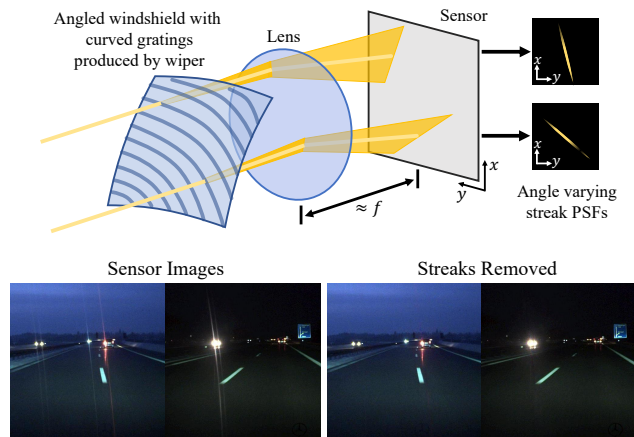 Angled windshield with
curved gratings
produced by wiper
Lens
Sensor
x
y
x
y
x
y
≈ f
Angle varying
streak PSFs
Sensor Images
Streaks Removed